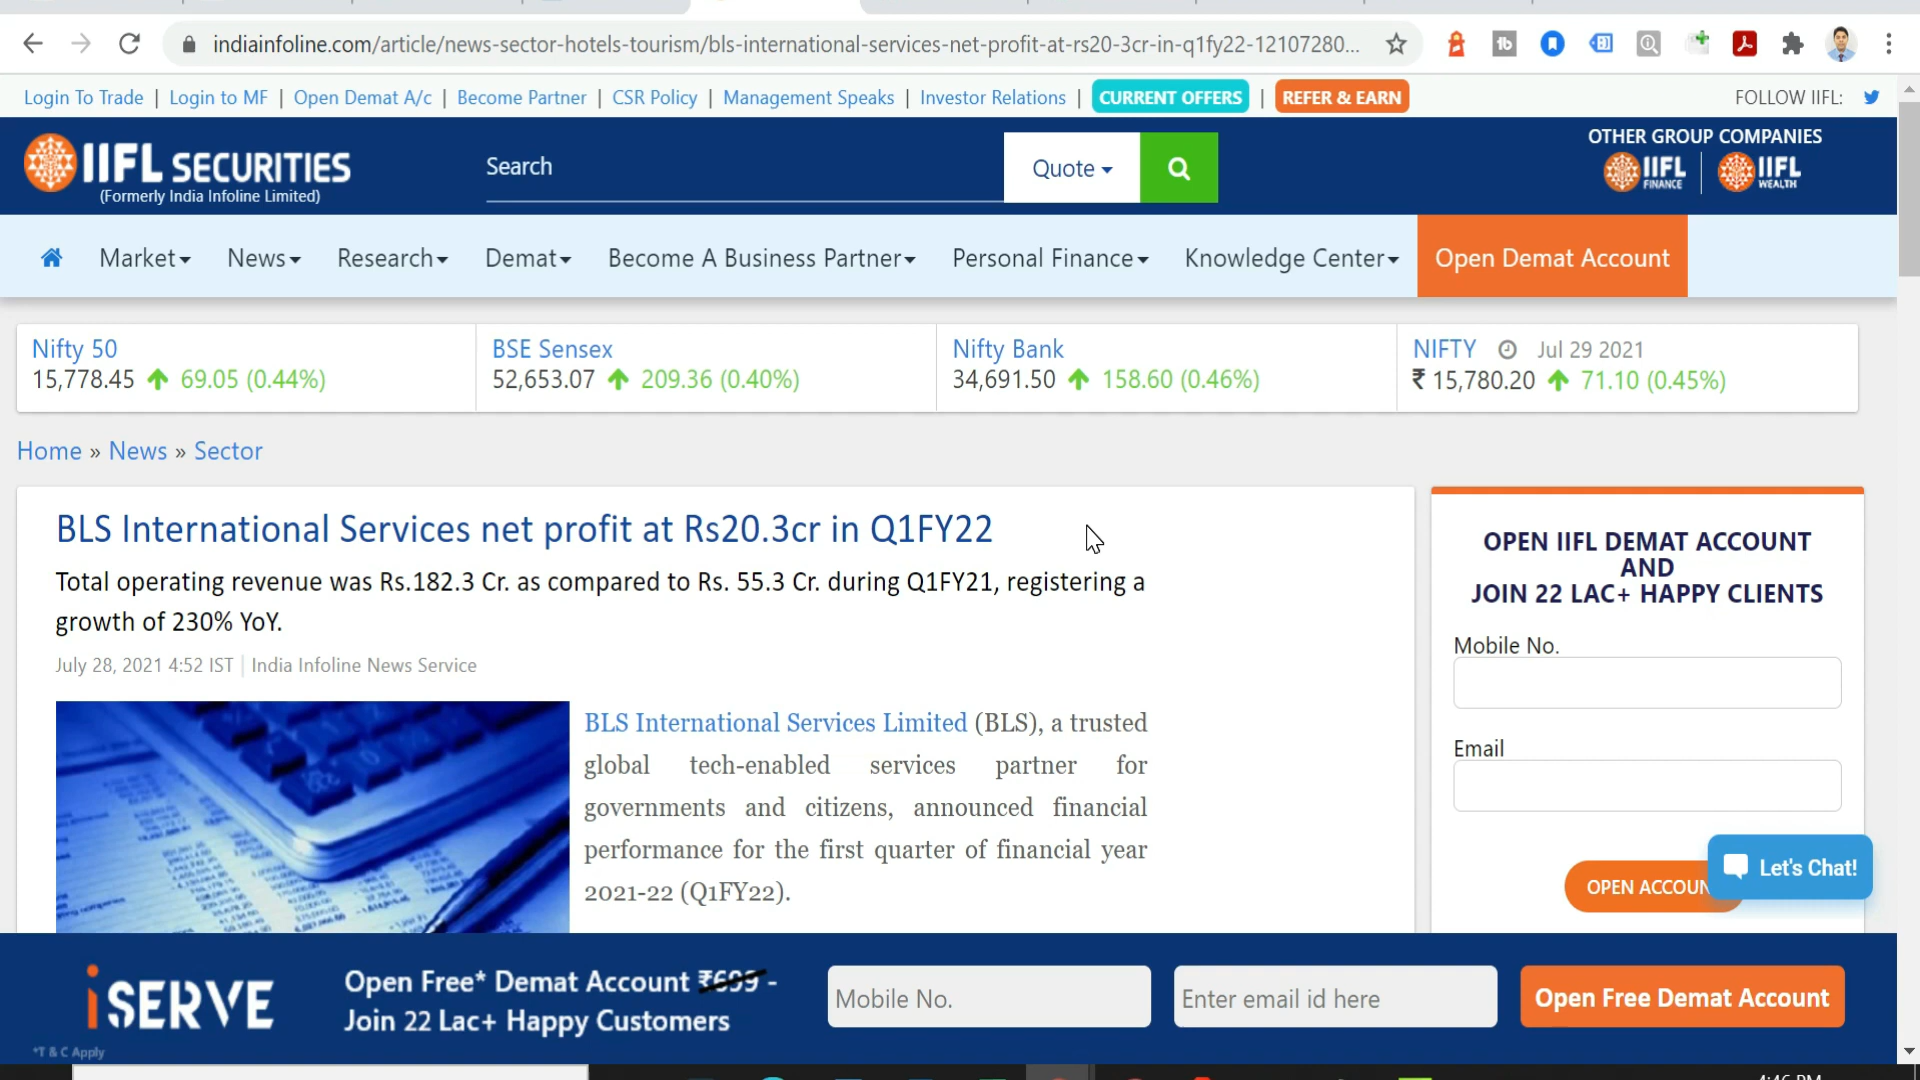 indiainfoline.com/article/news-sector-hotels-tourism/bls-international-services-net-profit-at-rs20-3cr-in-q1fy22-12107280...
Login To Trade | Login to MF | Open Demat A/c | Become Partner | CSR Policy | Management Speaks | Investor Relations | CURRENT OFFERS | REFER & EARN FOLLOW IIFL:
IIFL SECURITIES
(Formerly India Infoline Limited)
Search
Quote
OTHER GROUP COMPANIES
IIFL FINANCE
IIFL WEALTH
Market News Research Demat Become A Business Partner Personal Finance Knowledge Center Open Demat Account
Nifty 50
15,778.45 69.05 (0.44%)
BSE Sensex
52,653.07 209.36 (0.40%)
Nifty Bank
34,691.50 158.60 (0.46%)
NIFTY Jul 29 2021
₹ 15,780.20 71.10 (0.45%)
Home » News » Sector
BLS International Services net profit at Rs20.3cr in Q1FY22
Total operating revenue was Rs.182.3 Cr. as compared to Rs. 55.3 Cr. during Q1FY21, registering a
growth of 230% YoY.
July 28, 2021 4:52 IST | India Infoline News Service
BLS International Services Limited (BLS), a trusted
global tech-enabled services partner for
governments and citizens, announced financial
performance for the first quarter of financial year
2021-22 (Q1FY22).
OPEN IIFL DEMAT ACCOUNT
AND
JOIN 22 LAC+ HAPPY CLIENTS
Mobile No.
Email
OPEN ACCOUN
Let's Chat!
iSERVE
*T & C Apply
Open Free* Demat Account ₹699 -
Join 22 Lac+ Happy Customers
Mobile No.
Enter email id here
Open Free Demat Account